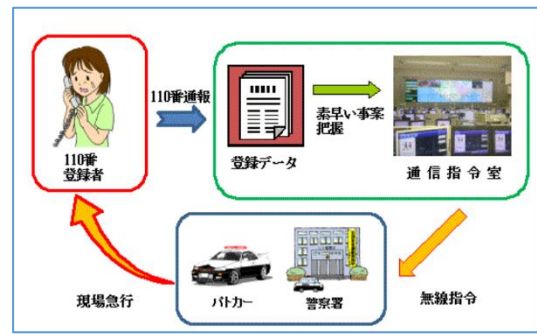 110番通報
素早い事案
把握
110番
登録者
登録データ
通信指令室
現場急行
パトカー
警察署
無線指令